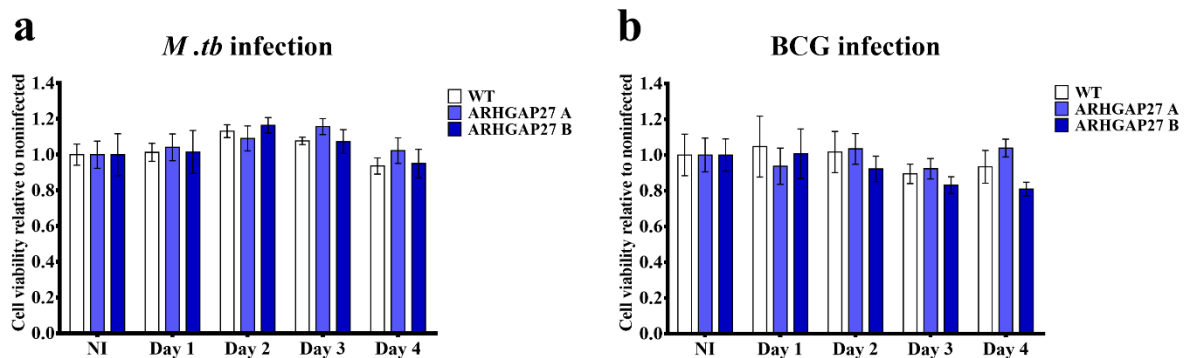 a
M .tb infection
Cell viability relative to noninfected
1.4
1.2
1.0
0.8
0.6
0.4
0.2
0.0
NI Day 1 Day 2 Day 3 Day 4
WT
ARHGAP27 A
ARHGAP27 B
b
BCG infection
Cell viability relative to noninfected
1.4
1.2
1.0
0.8
0.6
0.4
0.2
0.0
NI Day 1 Day 2 Day 3 Day 4
WT
ARHGAP27 A
ARHGAP27 B